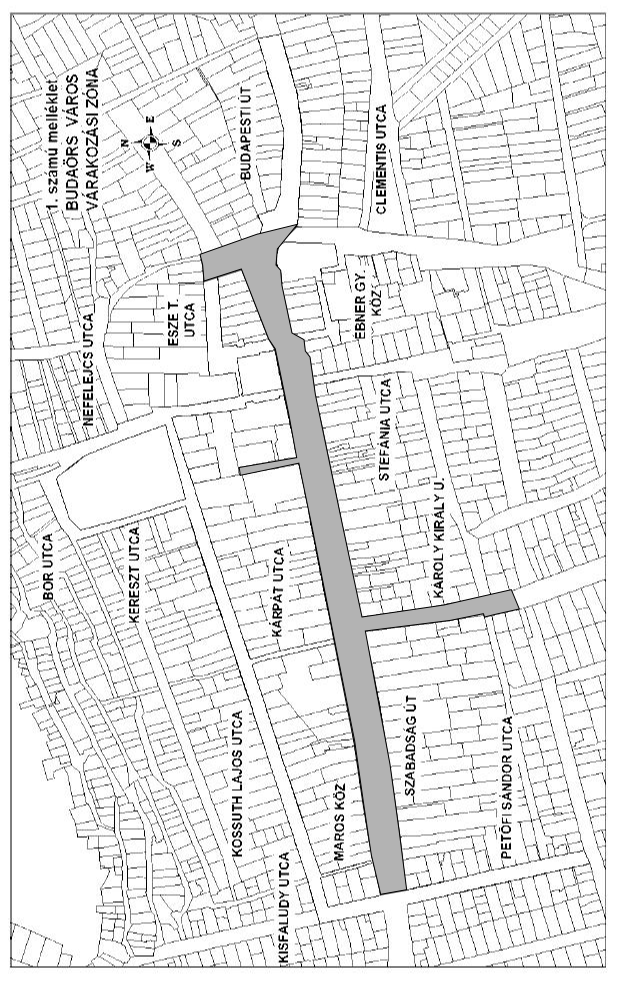 1. számú melléklet
BUDAÖRS VÁROS
VÁRAKOZÁSI ZÓNA
N
W
E
S
BUDAPESTI ÚT
CLEMENTIS UTCA
NEFELEJCS UTCA
ESZE T.
UTCA
EBNER GY.
KÖZ
STEFÁNIA UTCA
BOR UTCA
KERESZT UTCA
KÁRPÁT UTCA
KÁROLY KIRÁLY U.
KOSSUTH LAJOS UTCA
MAROS KÖZ
SZABADSÁG ÚT
PETŐFI SÁNDOR UTCA
KISFALUDY UTCA